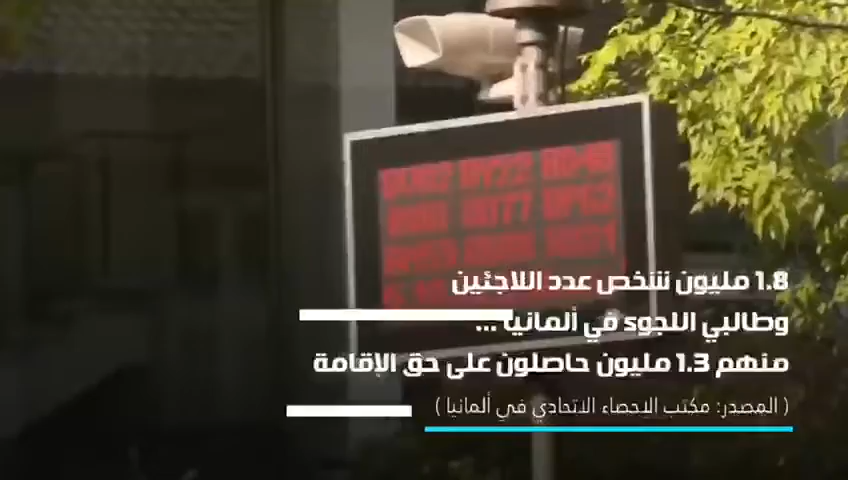 1.8 مليون شخص عدد اللاجئين
وطالبي اللجوء في ألمانيا ...
منهم 1.3 مليون حاصلون على حق الإقامة
( المصدر: مكتب الاحصاء الاتحادي في ألمانيا )